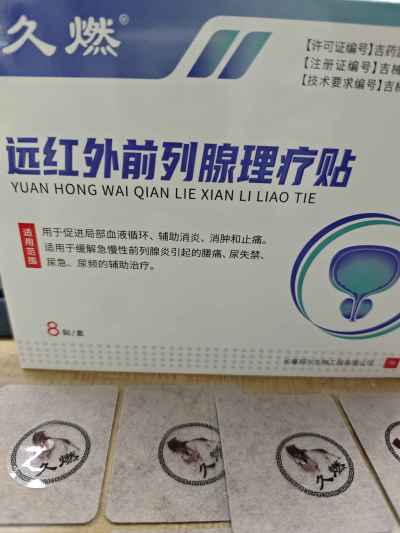 久燃®
【许可证编号】吉药
【注册证编号】吉械
【技术要求编号】吉械
远红外前列腺理疗贴
YUAN HONG WAI QIAN LIE XIAN LI LIAO TIE
适用范围
用于促进局部血液循环、辅助消炎、消肿和止痛。
适用于缓解急慢性前列腺炎引起的腰痛、尿失禁、
尿急、尿频的辅助治疗。
8贴/盒
久燃
久燃
久燃